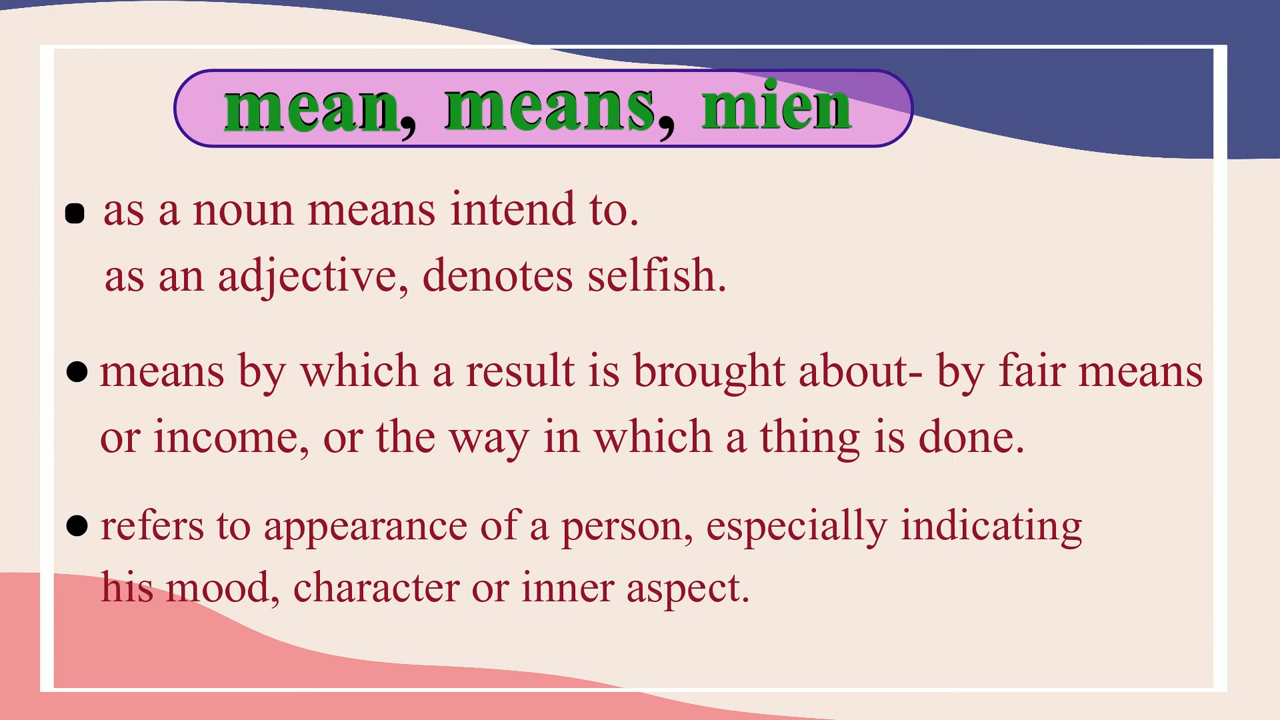 mean, means, mien
as a noun means intend to.
as an adjective, denotes selfish.
means by which a result is brought about- by fair means
or income, or the way in which a thing is done.
refers to appearance of a person, especially indicating
his mood, character or inner aspect.